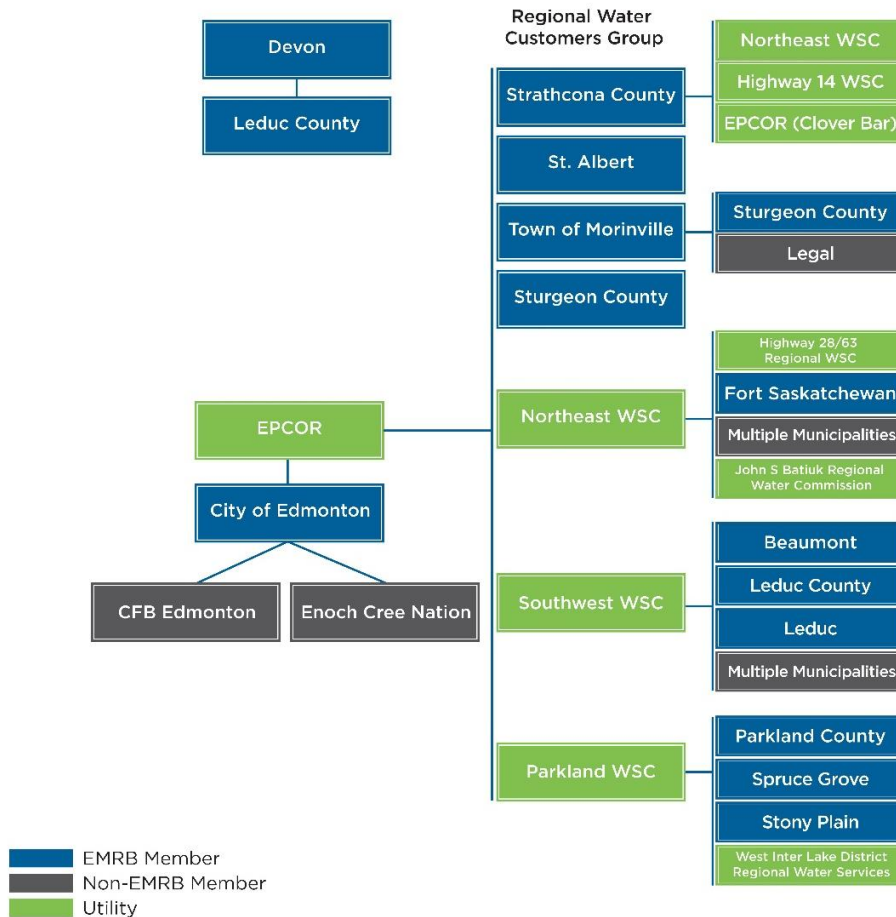 Devon
Leduc County
EPCOR
City of Edmonton
CFB Edmonton
Enoch Cree Nation
Regional Water
Customers Group
Strathcona County
Northeast WSC
Highway 14 WSC
EPCOR (Clover Bar)
St. Albert
Town of Morinville
Sturgeon County
Legal
Sturgeon County
Northeast WSC
Highway 28/63
Regional WSC
Fort Saskatchewan
Multiple Municipalities
John S Batiuk Regional
Water Commission
Southwest WSC
Beaumont
Leduc County
Leduc
Multiple Municipalities
Parkland WSC
Parkland County
Spruce Grove
Stony Plain
West Inter Lake District
Regional Water Services
EMRB Member
Non-EMRB Member
Utility